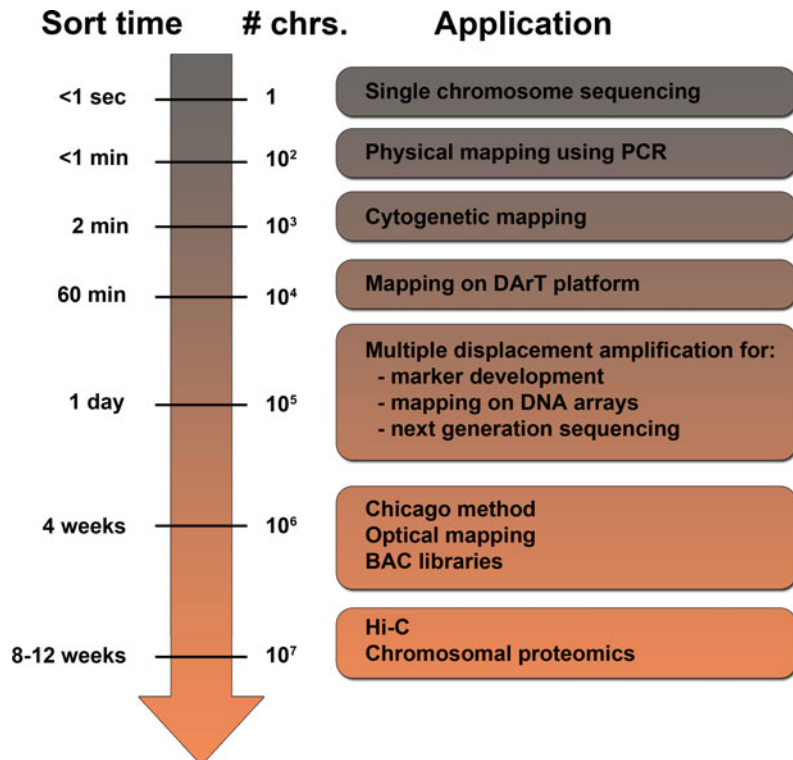 Sort time # chrs. Application
<1 sec 1 Single chromosome sequencing
<1 min 10² Physical mapping using PCR
2 min 10³ Cytogenetic mapping
60 min 10⁴ Mapping on DArT platform
Multiple displacement amplification for:
- marker development
1 day 10⁵ - mapping on DNA arrays
- next generation sequencing
Chicago method
4 weeks 10⁶ Optical mapping
BAC libraries
Hi-C
8-12 weeks 10⁷ Chromosomal proteomics